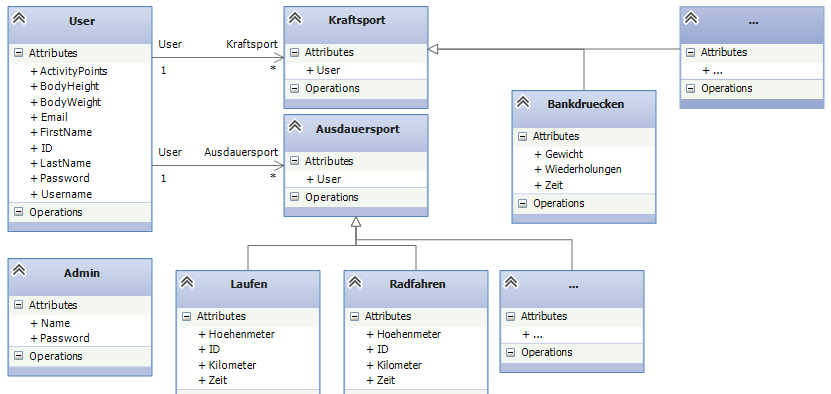 User
Attributes
+ ActivityPoints
+ BodyHeight
+ BodyWeight
+ Email
+ FirstName
+ ID
+ LastName
+ Password
+ Username
Operations
User Kraftsport
1 *
User Ausdauersport
1 *
Kraftsport
Attributes
+ User
Operations
Ausdauersport
Attributes
+ User
Operations
...
Attributes
+ ...
Operations
Bankdruecken
Attributes
+ Gewicht
+ Wiederholungen
+ Zeit
Operations
Admin
Attributes
+ Name
+ Password
Operations
Laufen
Attributes
+ Hoehenmeter
+ ID
+ Kilometer
+ Zeit
Radfahren
Attributes
+ Hoehenmeter
+ ID
+ Kilometer
+ Zeit
...
Attributes
+ ...
Operations